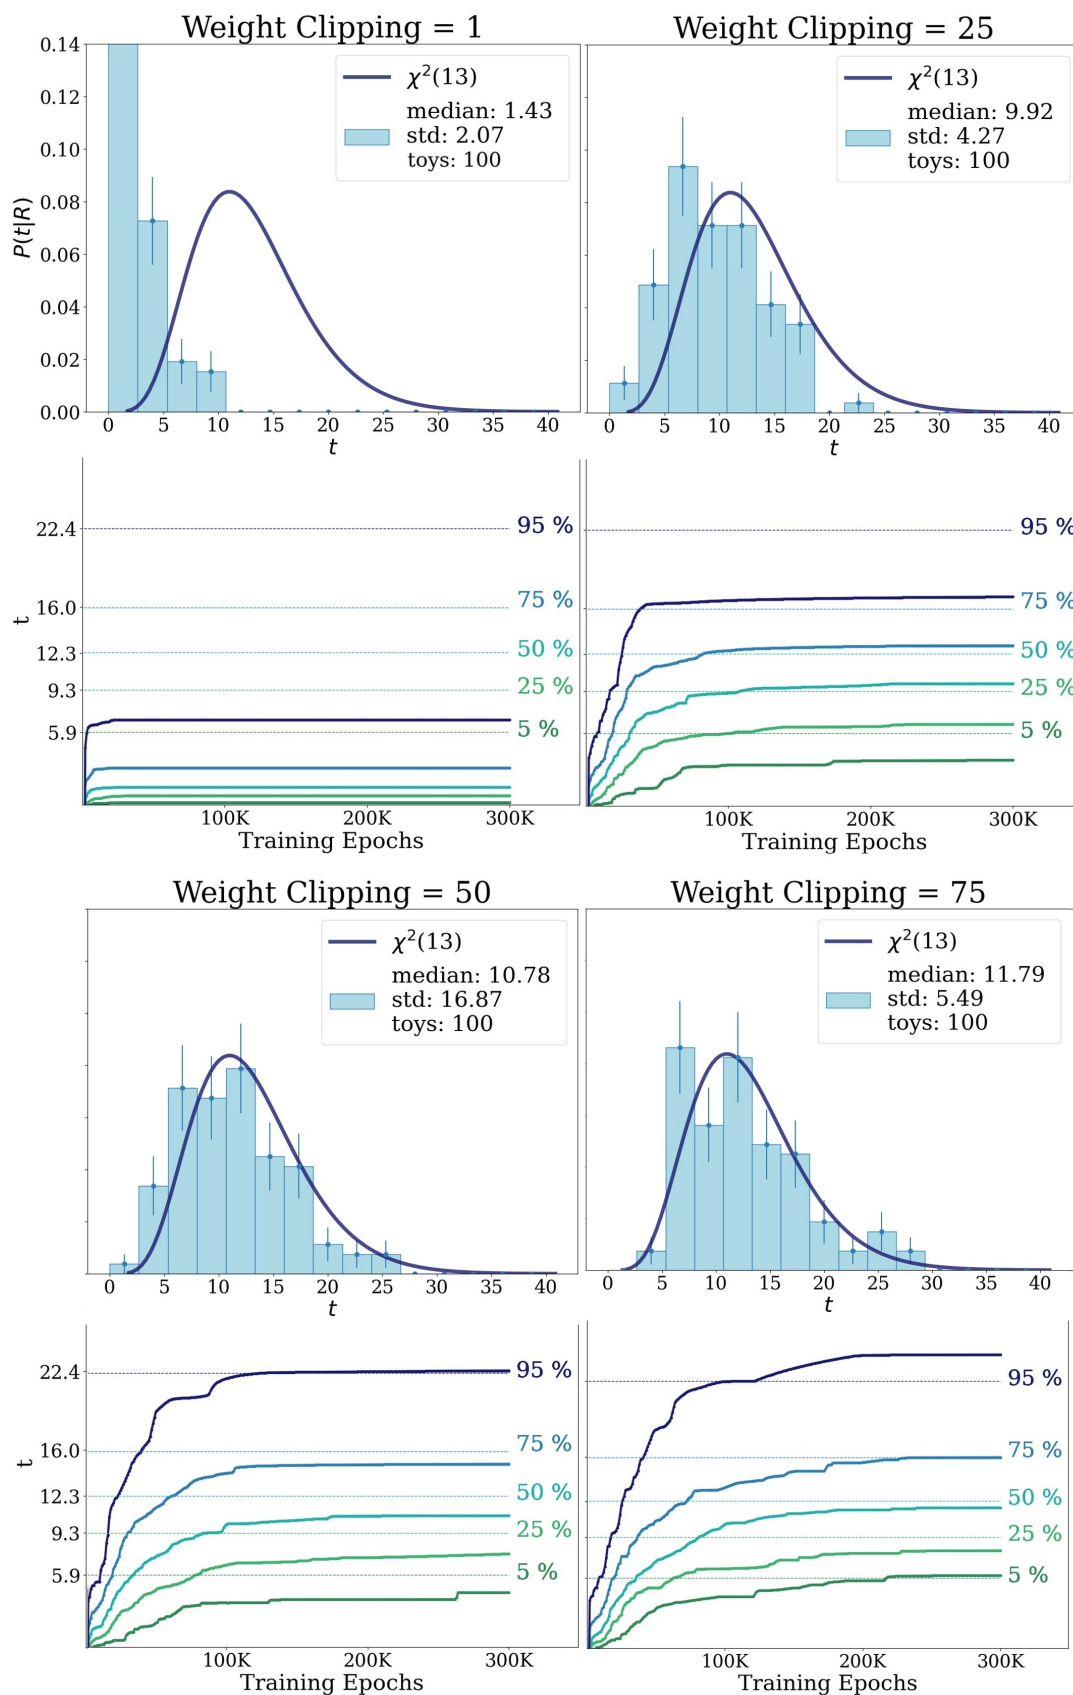 Weight Clipping = 1
0.14
0.12
0.10
0.08
0.06
0.04
0.02
0.00
P(t|R)
χ²(13)
median: 1.43
std: 2.07
toys: 100
0 5 10 15 20 25 30 35 40
t
Weight Clipping = 25
χ²(13)
median: 9.92
std: 4.27
toys: 100
0 5 10 15 20 25 30 35 40
t
22.4
16.0
12.3
9.3
5.9
t
95 %
75 %
50 %
25 %
5 %
100K 200K 300K
Training Epochs
95 %
75 %
50 %
25 %
5 %
100K 200K 300K
Training Epochs
Weight Clipping = 50
χ²(13)
median: 10.78
std: 16.87
toys: 100
0 5 10 15 20 25 30 35 40
t
Weight Clipping = 75
χ²(13)
median: 11.79
std: 5.49
toys: 100
0 5 10 15 20 25 30 35 40
t
22.4
16.0
12.3
9.3
5.9
t
95 %
75 %
50 %
25 %
5 %
100K 200K 300K
Training Epochs
95 %
75 %
50 %
25 %
5 %
100K 200K 300K
Training Epochs